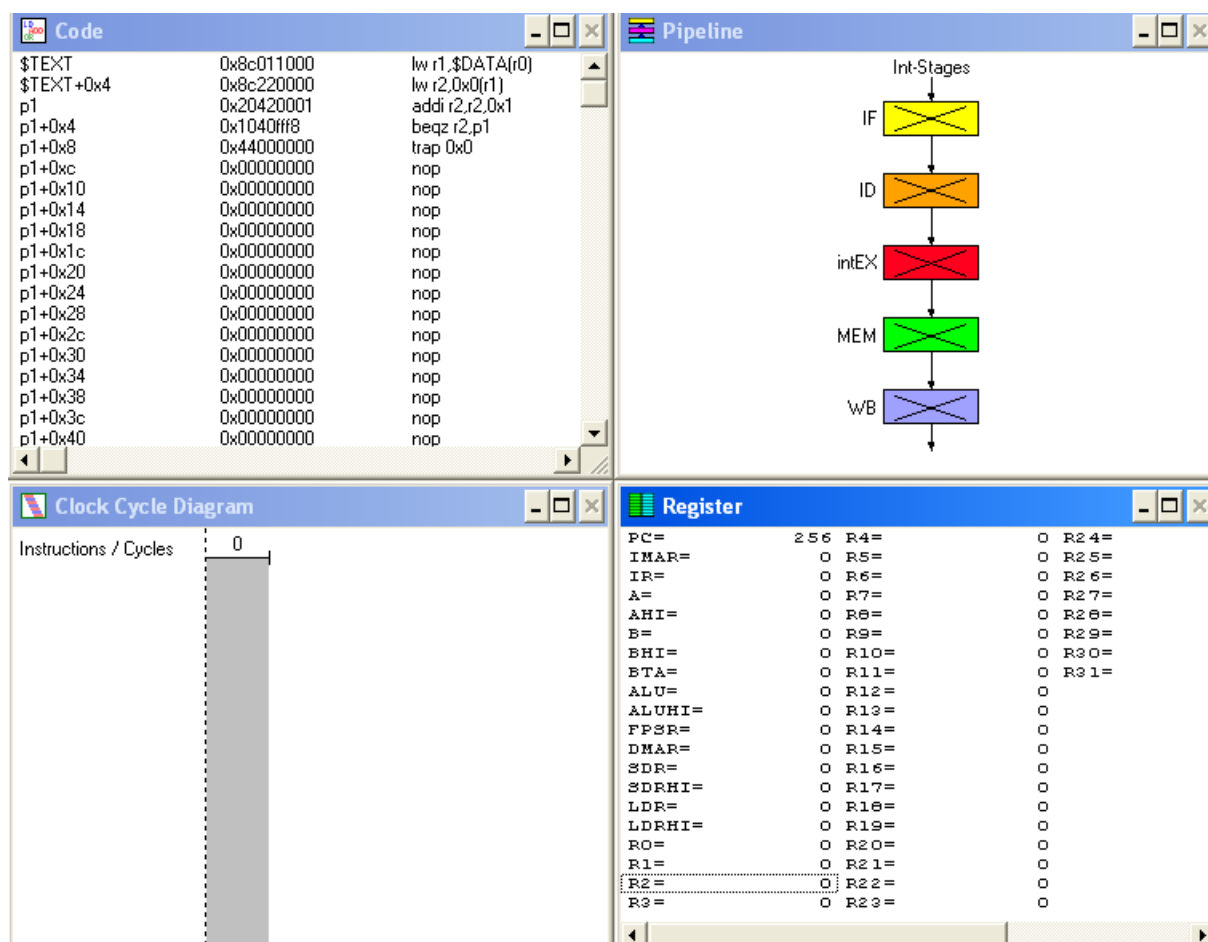 Code
$TEXT 0x8c011000 lw r1,$DATA(r0)
$TEXT+0x4 0x8c220000 lw r2,0x0(r1)
p1 0x20420001 addi r2,r2,0x1
p1+0x4 0x1040fff8 beqz r2,p1
p1+0x8 0x44000000 trap 0x0
p1+0xc 0x00000000 nop
p1+0x10 0x00000000 nop
p1+0x14 0x00000000 nop
p1+0x18 0x00000000 nop
p1+0x1c 0x00000000 nop
p1+0x20 0x00000000 nop
p1+0x24 0x00000000 nop
p1+0x28 0x00000000 nop
p1+0x2c 0x00000000 nop
p1+0x30 0x00000000 nop
p1+0x34 0x00000000 nop
p1+0x38 0x00000000 nop
p1+0x3c 0x00000000 nop
p1+0x40 0x00000000 nop
Pipeline
Int-Stages
IF
ID
intEX
MEM
WB
Clock Cycle Diagram
Instructions / Cycles 0
Register
PC= 256 R4= 0 R24=
IMAR= 0 R5= 0 R25=
IR= 0 R6= 0 R26=
A= 0 R7= 0 R27=
AHI= 0 R8= 0 R28=
B= 0 R9= 0 R29=
BHI= 0 R10= 0 R30=
BTA= 0 R11= 0 R31=
ALU= 0 R12= 0
ALUHI= 0 R13= 0
FPSR= 0 R14= 0
DMAR= 0 R15= 0
SDR= 0 R16= 0
SDRHI= 0 R17= 0
LDR= 0 R18= 0
LDRHI= 0 R19= 0
R0= 0 R20= 0
R1= 0 R21= 0
R2= 0 R22= 0
R3= 0 R23= 0